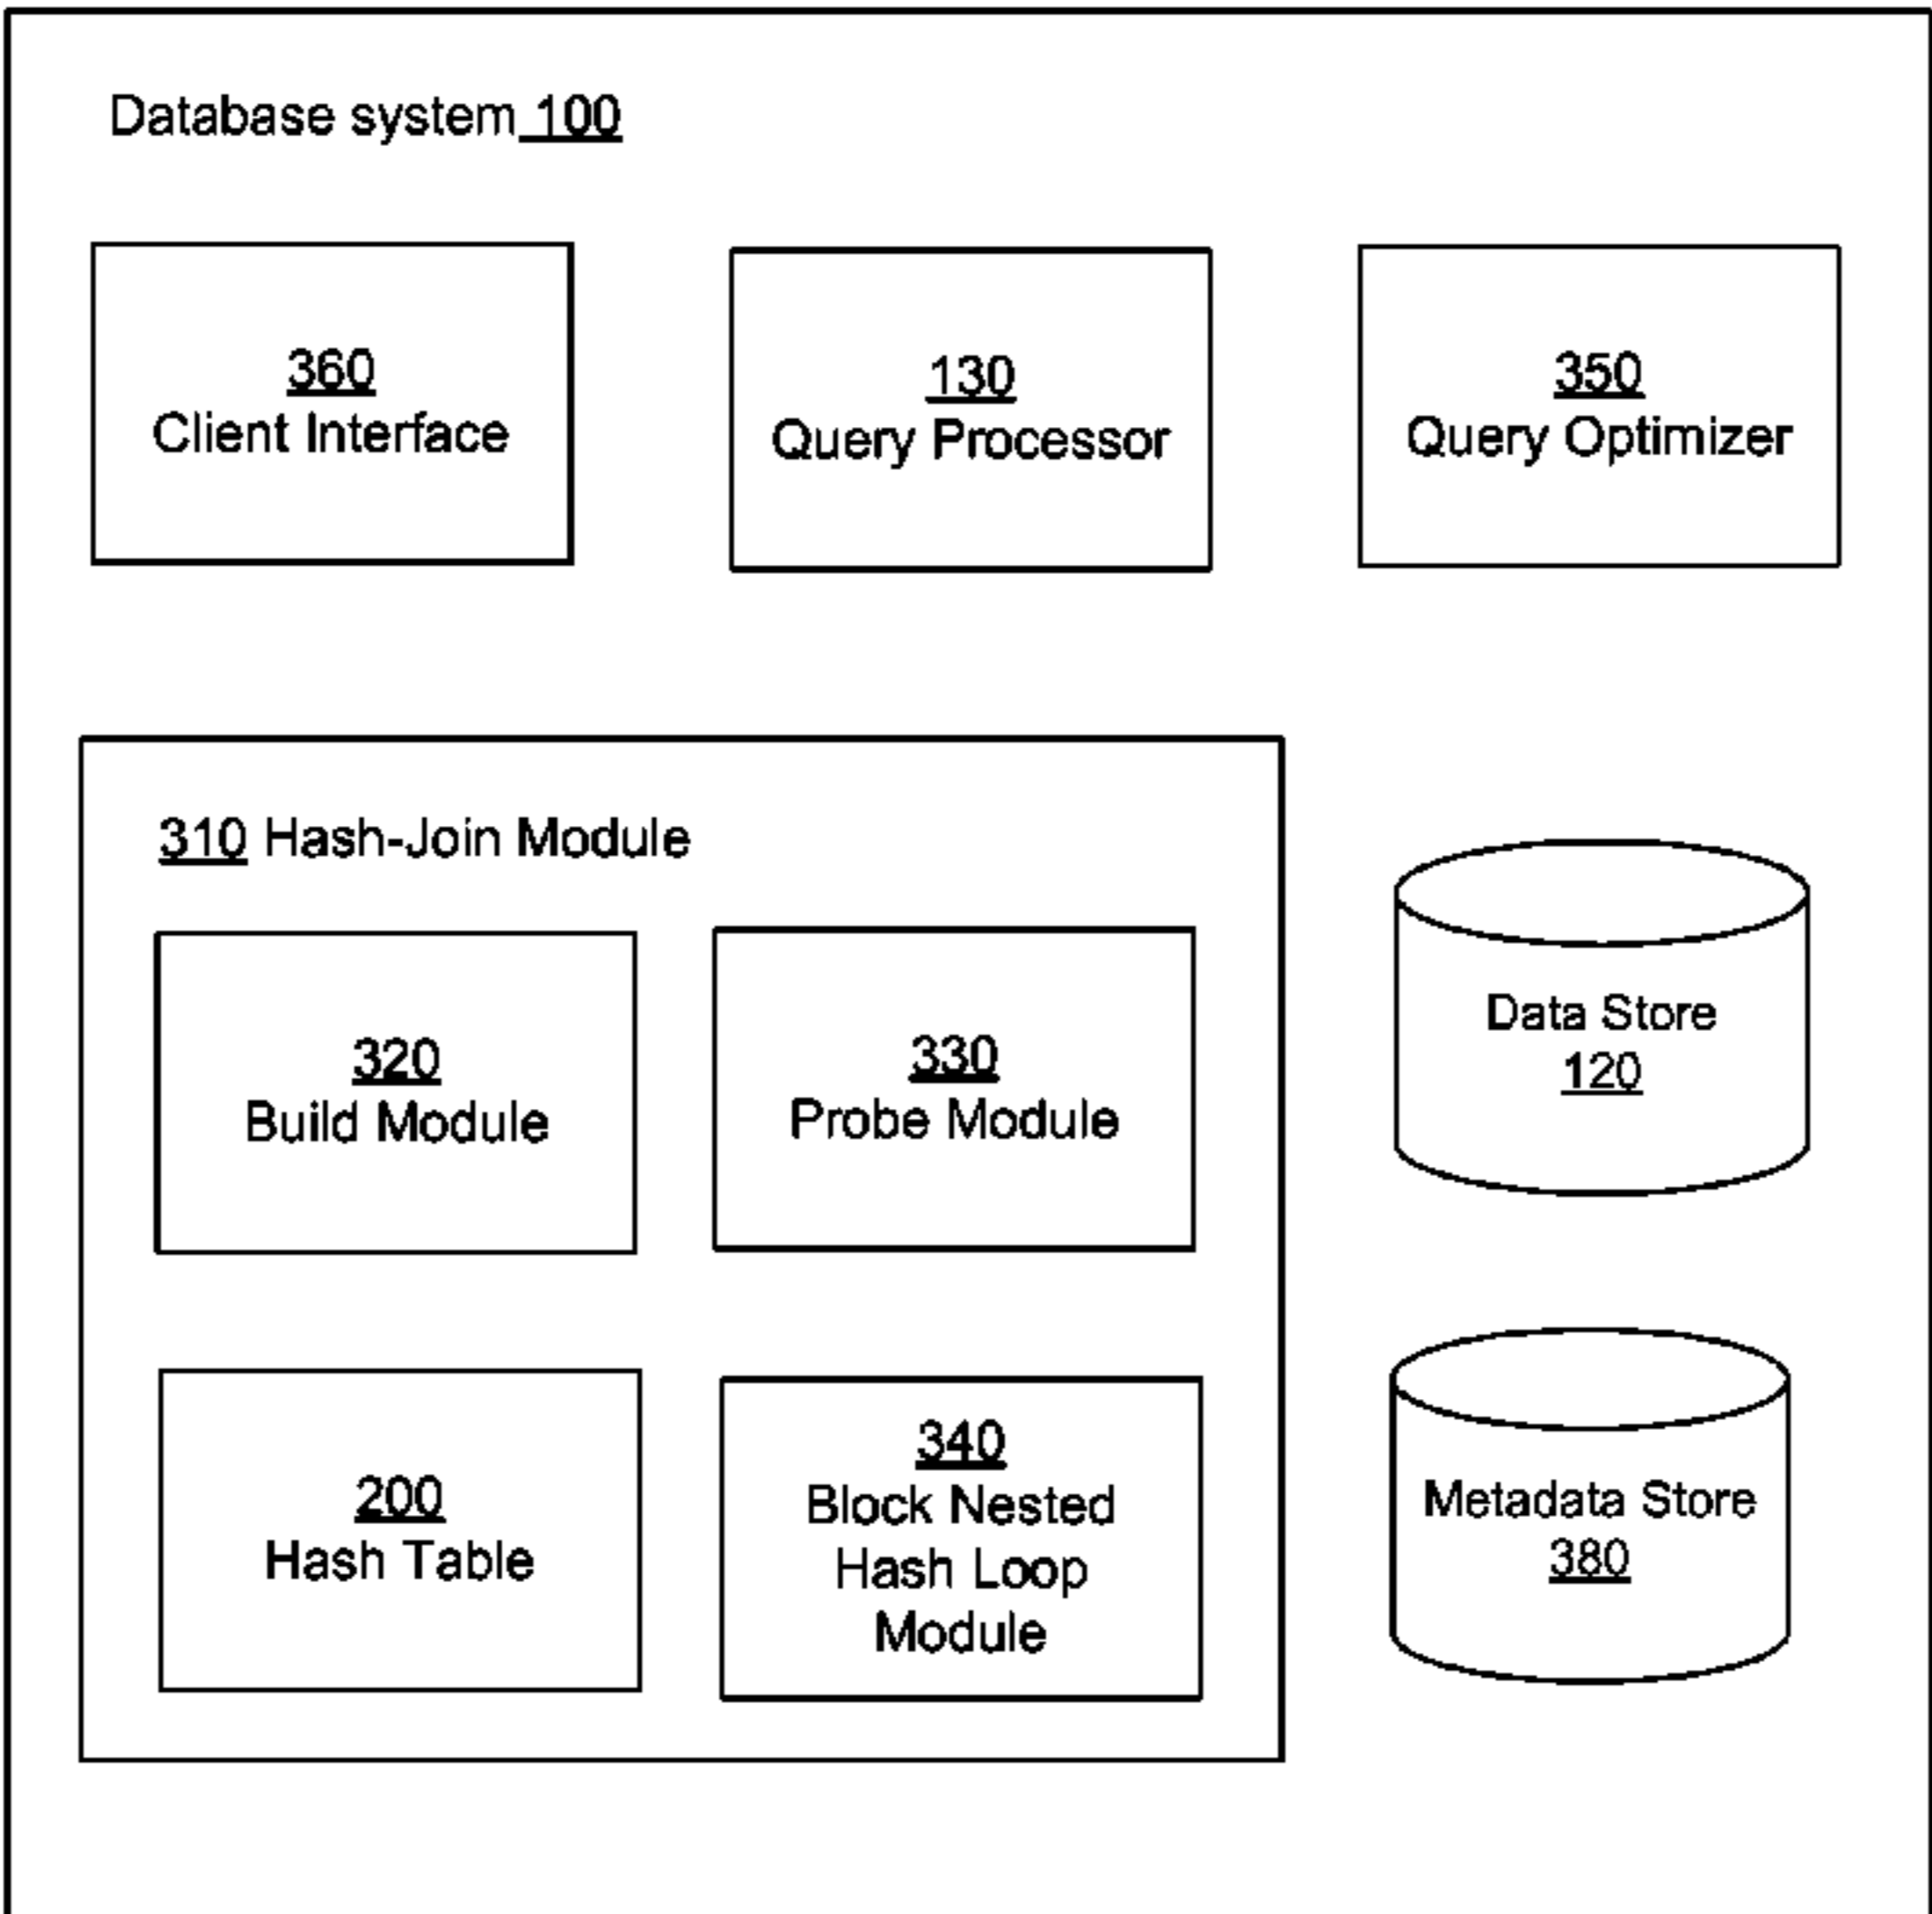 Database system 100
360
Client Interface
130
Query Processor
350
Query Optimizer
310 Hash-Join Module
320
Build Module
330
Probe Module
Data Store
120
200
Hash Table
340
Block Nested
Hash Loop
Module
Metadata Store
380